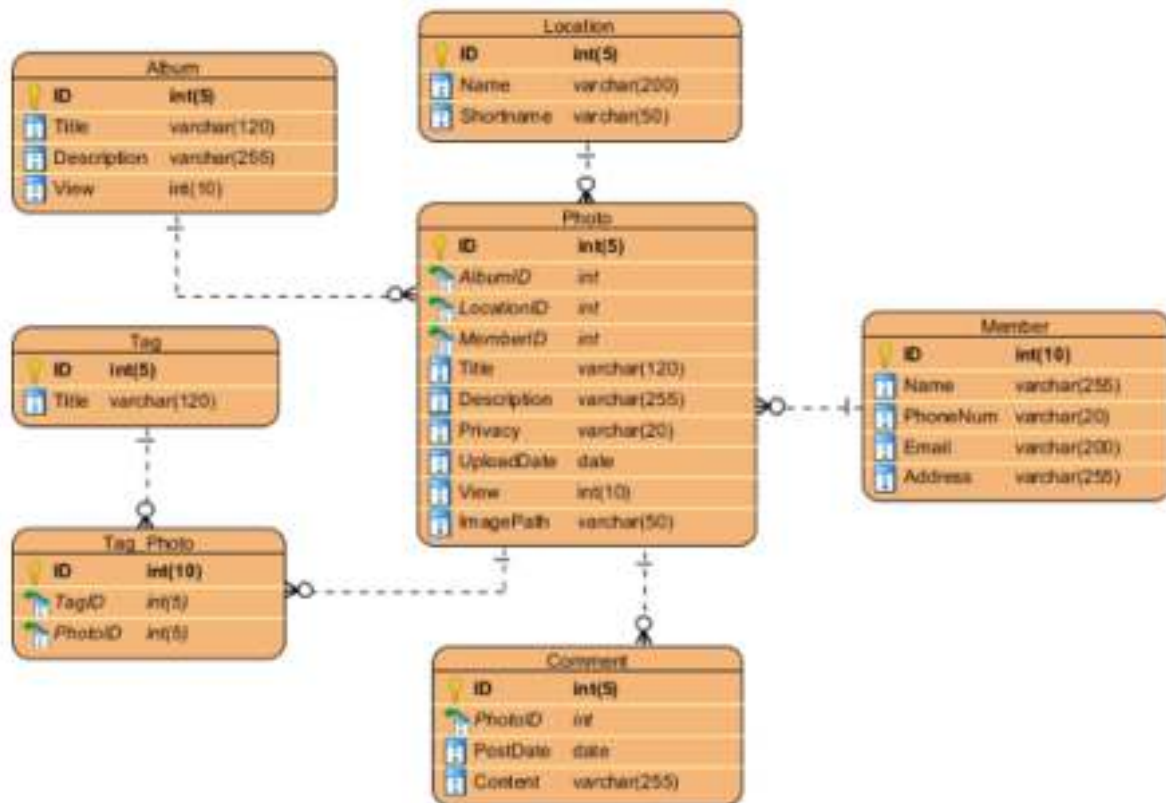 Location
ID int(5)
Name varchar(200)
Shortname varchar(50)
Album
ID int(5)
Title varchar(120)
Description varchar(255)
View int(10)
Photo
ID int(5)
AlbumID int
LocationID int
MemberID int
Title varchar(120)
Description varchar(255)
Privacy varchar(20)
UploadDate date
View int(10)
ImagePath varchar(50)
Tag
ID int(5)
Title varchar(120)
Member
ID int(10)
Name varchar(255)
PhoneNum varchar(20)
Email varchar(200)
Address varchar(255)
Tag_Photo
ID int(10)
TagID int(5)
PhotoID int(5)
Comment
ID int(5)
PhotoID int
PostDate date
Content varchar(255)